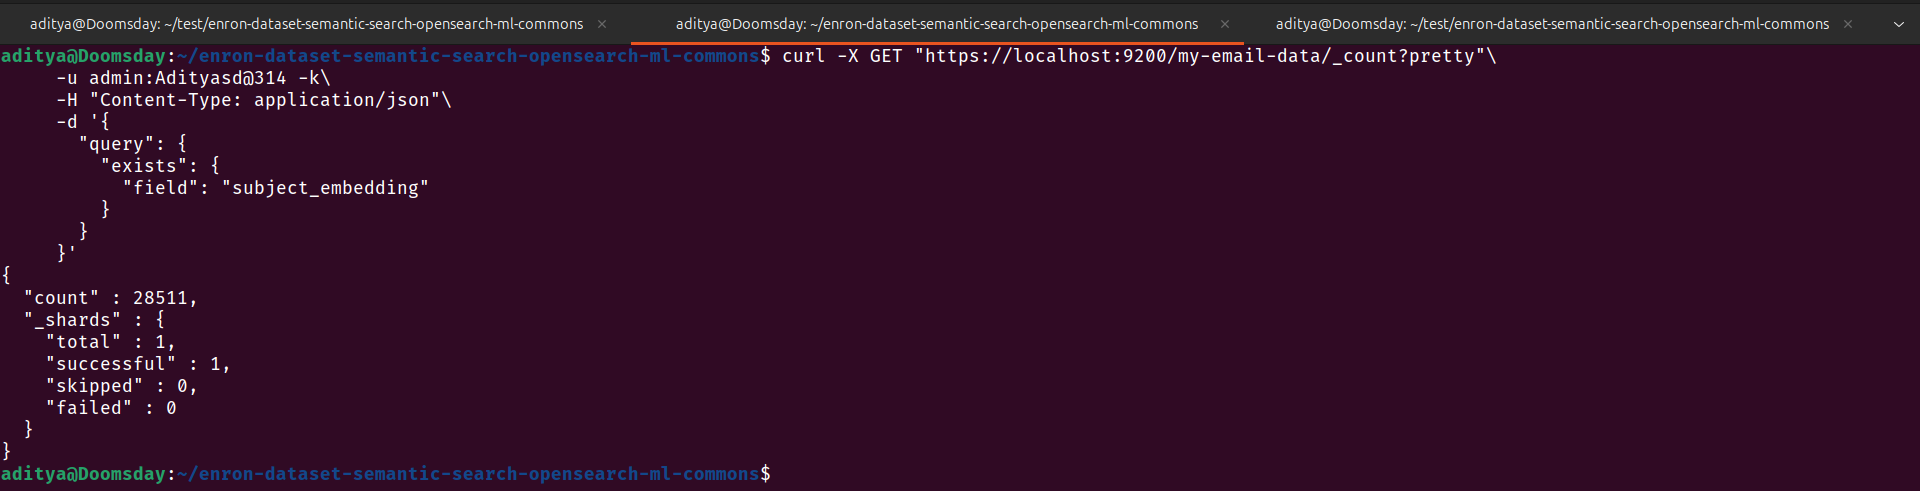 aditya@Doomsday: ~/test/enron-dataset-semantic-search-opensearch-ml-commons × aditya@Doomsday: ~/enron-dataset-semantic-search-opensearch-ml-commons × aditya@Doomsday: ~/test/enron-dataset-semantic-search-opensearch-ml-commons ×
aditya@Doomsday:~/enron-dataset-semantic-search-opensearch-ml-commons$ curl -X GET "https://localhost:9200/my-email-data/_count?pretty"\
     -u admin:Adityasd@314 -k\
     -H "Content-Type: application/json"\
     -d '{
       "query": {
         "exists": {
           "field": "subject_embedding"
         }
       }
     }'
{
  "count" : 28511,
  "_shards" : {
    "total" : 1,
    "successful" : 1,
    "skipped" : 0,
    "failed" : 0
  }
}
aditya@Doomsday:~/enron-dataset-semantic-search-opensearch-ml-commons$